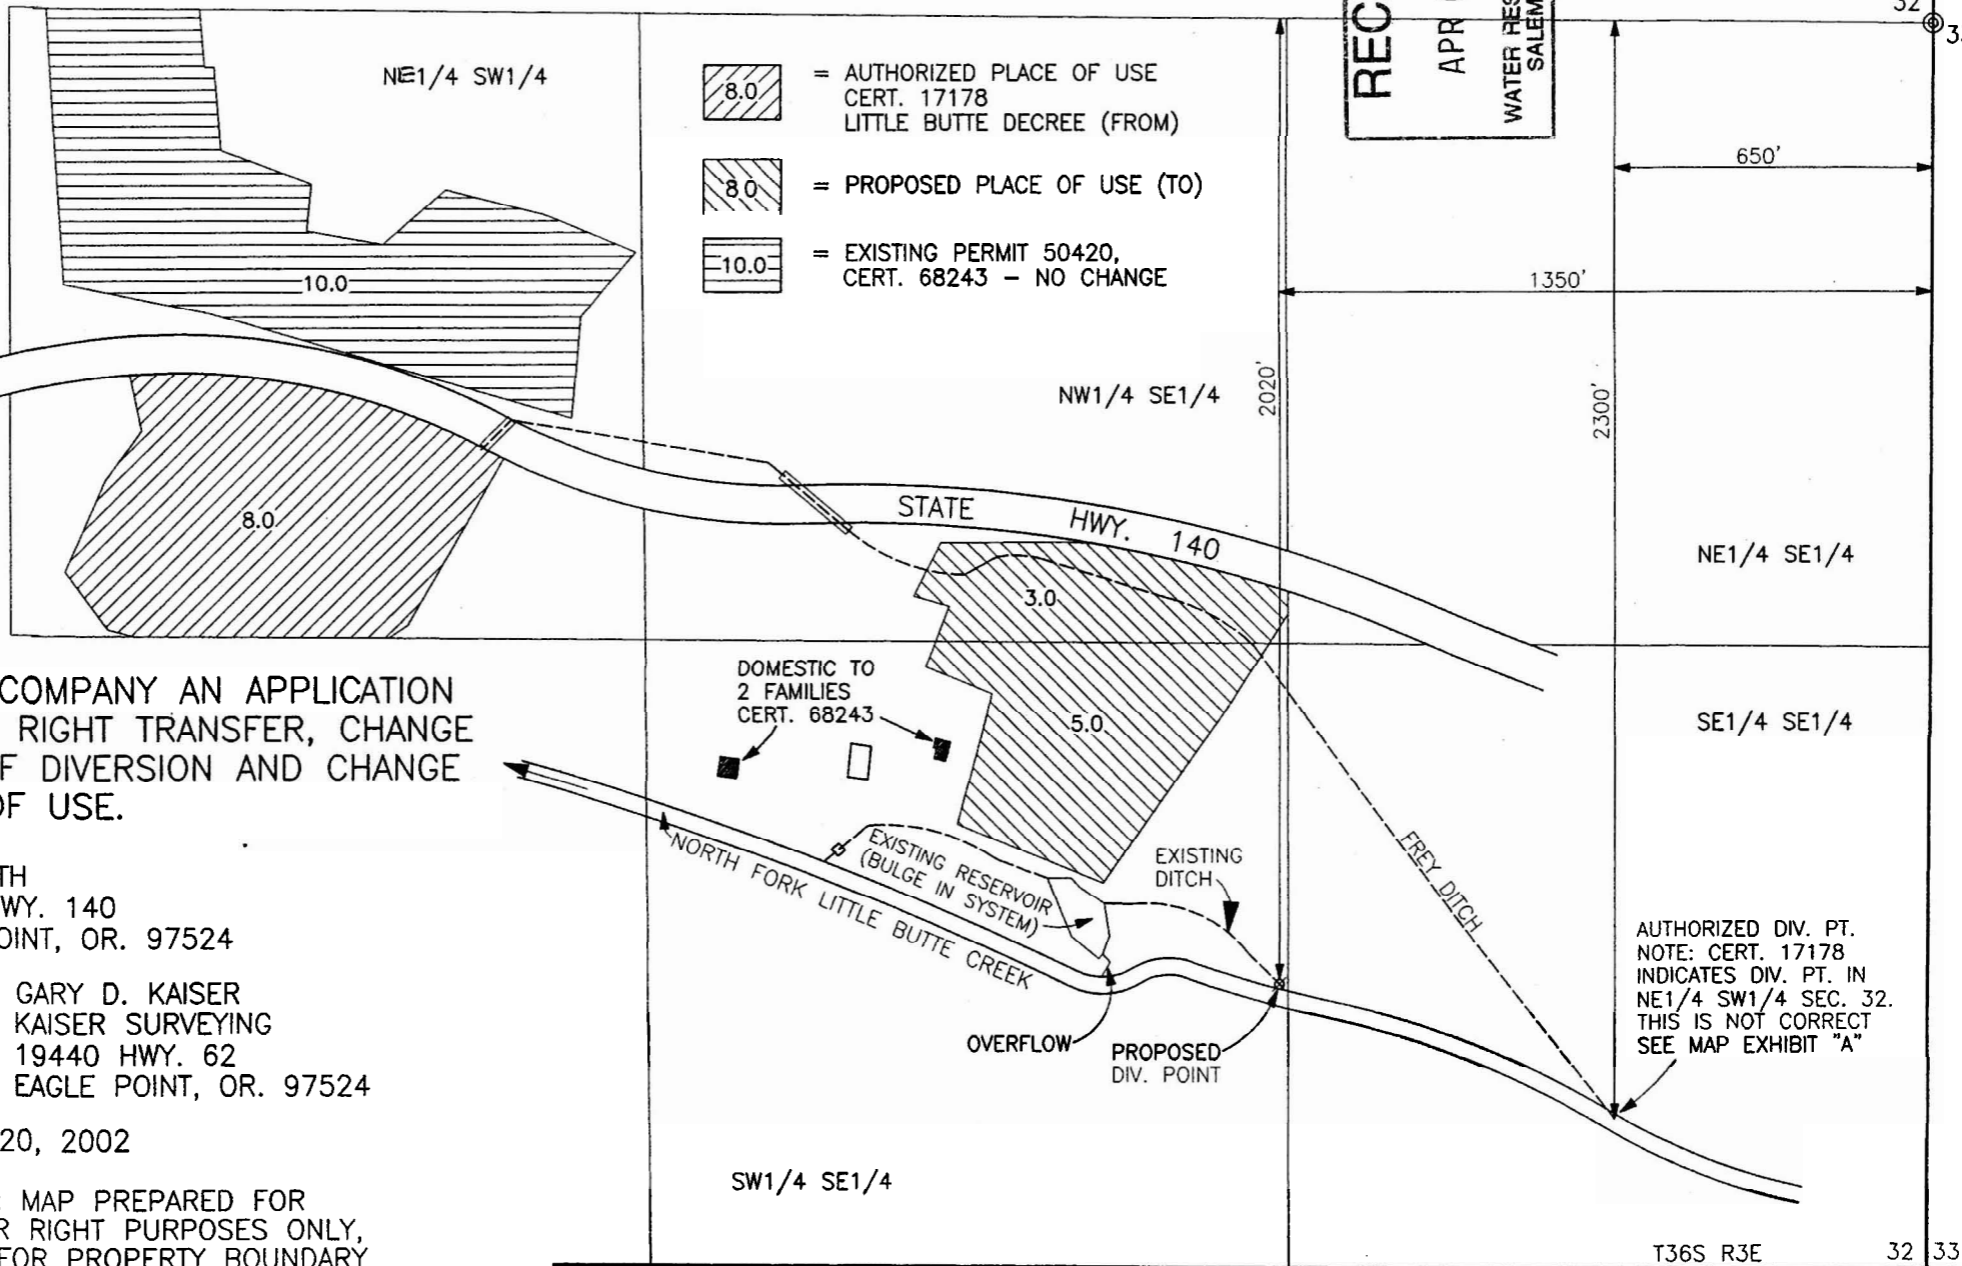 NE1/4 SW1/4
8.0
= AUTHORIZED PLACE OF USE
CERT. 17178
LITTLE BUTTE DECREE (FROM)
8.0
= PROPOSED PLACE OF USE (TO)
10.0
= EXISTING PERMIT 50420,
CERT. 68243 – NO CHANGE
REC
APR
WATER RES
SALEM
32
650'
1350'
2020'
2300'
10.0
NW1/4 SE1/4
8.0
STATE HWY. 140
NE1/4 SE1/4
3.0
5.0
DOMESTIC TO
2 FAMILIES
CERT. 68243
SE1/4 SE1/4
COMPANY AN APPLICATION
RIGHT TRANSFER, CHANGE
F DIVERSION AND CHANGE
OF USE.
TH
WY. 140
OINT, OR. 97524
GARY D. KAISER
KAISER SURVEYING
19440 HWY. 62
EAGLE POINT, OR. 97524
20, 2002
MAP PREPARED FOR
R RIGHT PURPOSES ONLY,
FOR PROPERTY BOUNDARY
NORTH FORK LITTLE BUTTE CREEK
EXISTING RESERVOIR
(BULGE IN SYSTEM)
EXISTING
DITCH
FREY DITCH
OVERFLOW
PROPOSED
DIV. POINT
AUTHORIZED DIV. PT.
NOTE: CERT. 17178
INDICATES DIV. PT. IN
NE1/4 SW1/4 SEC. 32.
THIS IS NOT CORRECT
SEE MAP EXHIBIT "A"
SW1/4 SE1/4
T36S R3E
32 33